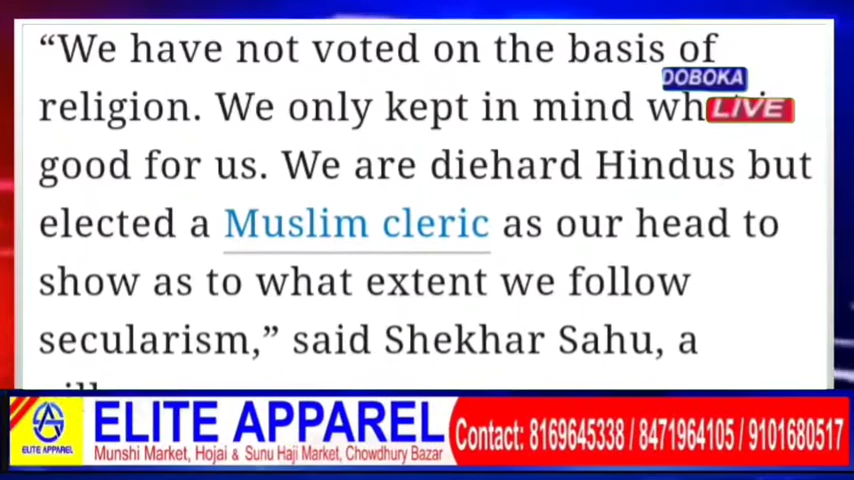 “We have not voted on the basis of
DOBOKA
religion. We only kept in mind
LIVE
good for us. We are diehard Hindus but
elected a Muslim cleric as our head to
show as to what extent we follow
secularism,” said Shekhar Sahu, a
ELITE APPAREL
Munshi Market, Hojai & Sunu Haji Market, Chowdhury Bazar
ELITE APPAREL
Contact: 8169645338 / 8471964105 / 9101680517